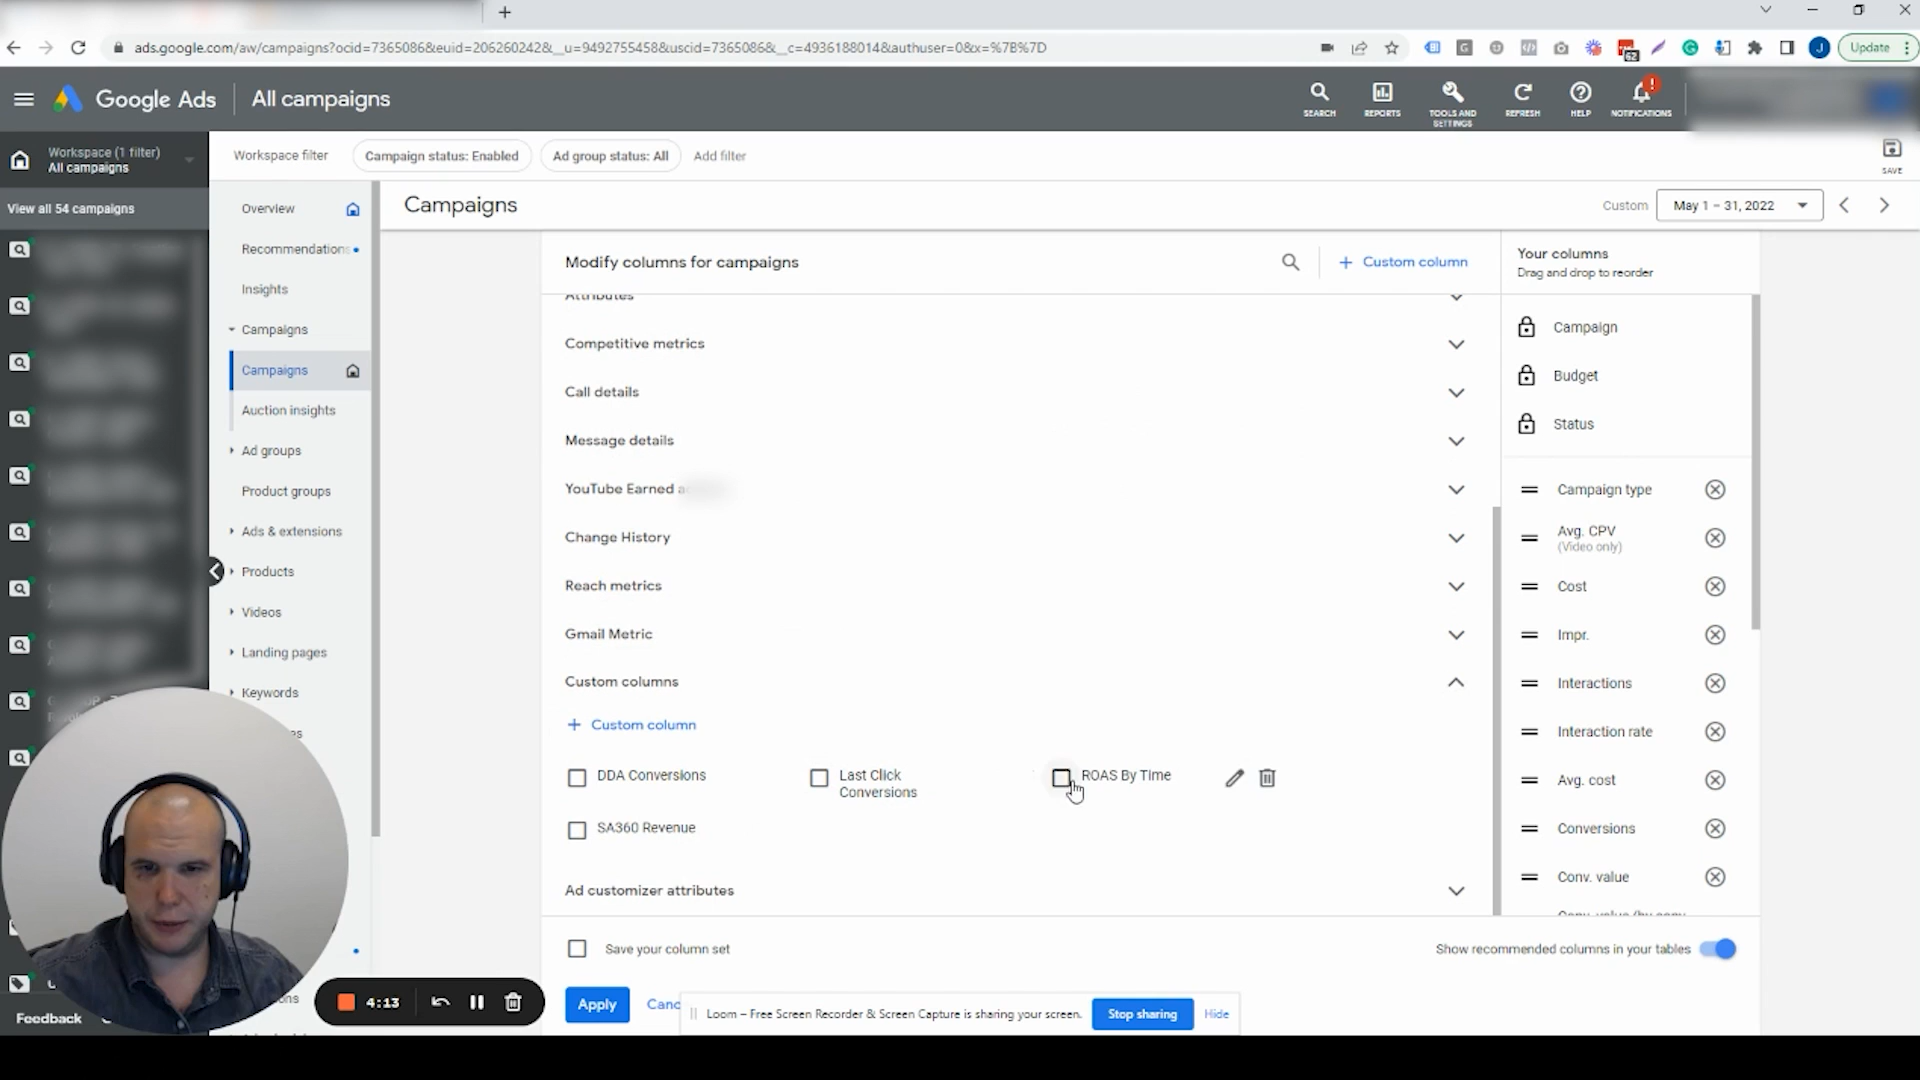 ads.google.com/aw/campaigns?ocid=7365086&euid=206260242&__u=9492755458&uscid=7365086&__c=4936188014&authuser=0&x=%7B%7D
62
J
Update
Google Ads
All campaigns
SEARCH
REPORTS
TOOLS AND SETTINGS
REFRESH
HELP
!
NOTIFICATIONS
Workspace (1 filter)
All campaigns
Workspace filter
Campaign status: Enabled
Ad group status: All
Add filter
SAVE
View all 54 campaigns
Overview
Recommendations
Insights
Campaigns
Campaigns
Auction insights
Ad groups
Product groups
Ads & extensions
Products
Videos
Landing pages
Keywords
Feedback
Campaigns
Custom
May 1 – 31, 2022
Modify columns for campaigns
Custom column
Attributes
Competitive metrics
Call details
Message details
YouTube Earned
Change History
Reach metrics
Gmail Metric
Custom columns
Custom column
DDA Conversions
Last Click
Conversions
ROAS By Time
SA360 Revenue
Ad customizer attributes
Save your column set
Show recommended columns in your tables
Apply
Canc
Your columns
Drag and drop to reorder
Campaign
Budget
Status
Campaign type
Avg. CPV
(Video only)
Cost
Impr.
Interactions
Interaction rate
Avg. cost
Conversions
Conv. value
Conv. value (by conv.
4:13
Loom – Free Screen Recorder & Screen Capture is sharing your screen.
Stop sharing
Hide